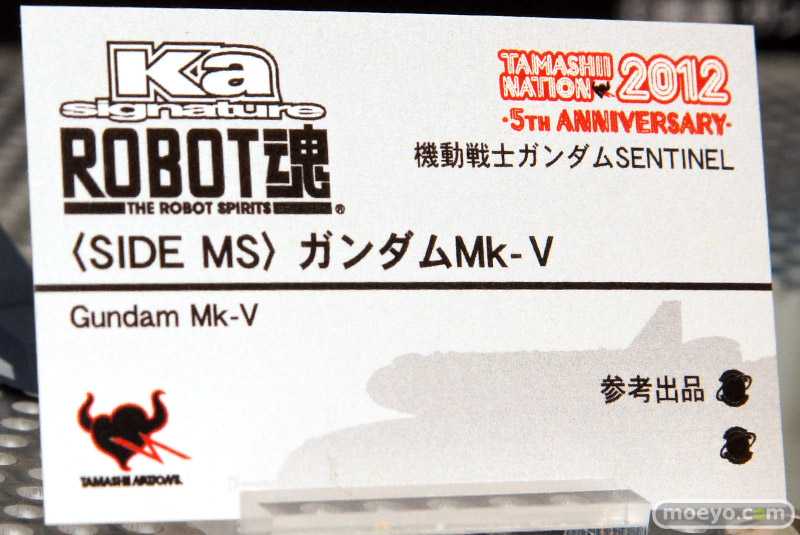 Ka
signature
ROBOT魂
THE ROBOT SPIRITS ®
TAMASHII
NATION 2012
・5TH ANNIVERSARY・
機動戦士ガンダムSENTINEL
〈SIDE MS〉 ガンダムMk-Ⅴ
Gundam Mk-V
参考出品
TAMASHII NATIONS
moeyo.com